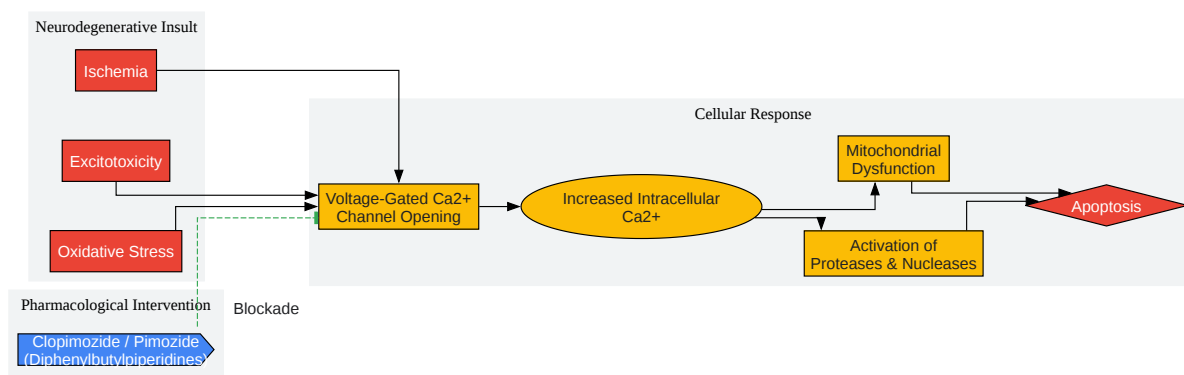 Neurodegenerative Insult
Ischemia
Excitotoxicity
Oxidative Stress
Cellular Response
Voltage-Gated Ca2+
Channel Opening
Increased Intracellular
Ca2+
Mitochondrial
Dysfunction
Activation of
Proteases & Nucleases
Apoptosis
Pharmacological Intervention
Clopimozide / Pimozide
(Diphenylbutylpiperidines)
Blockade